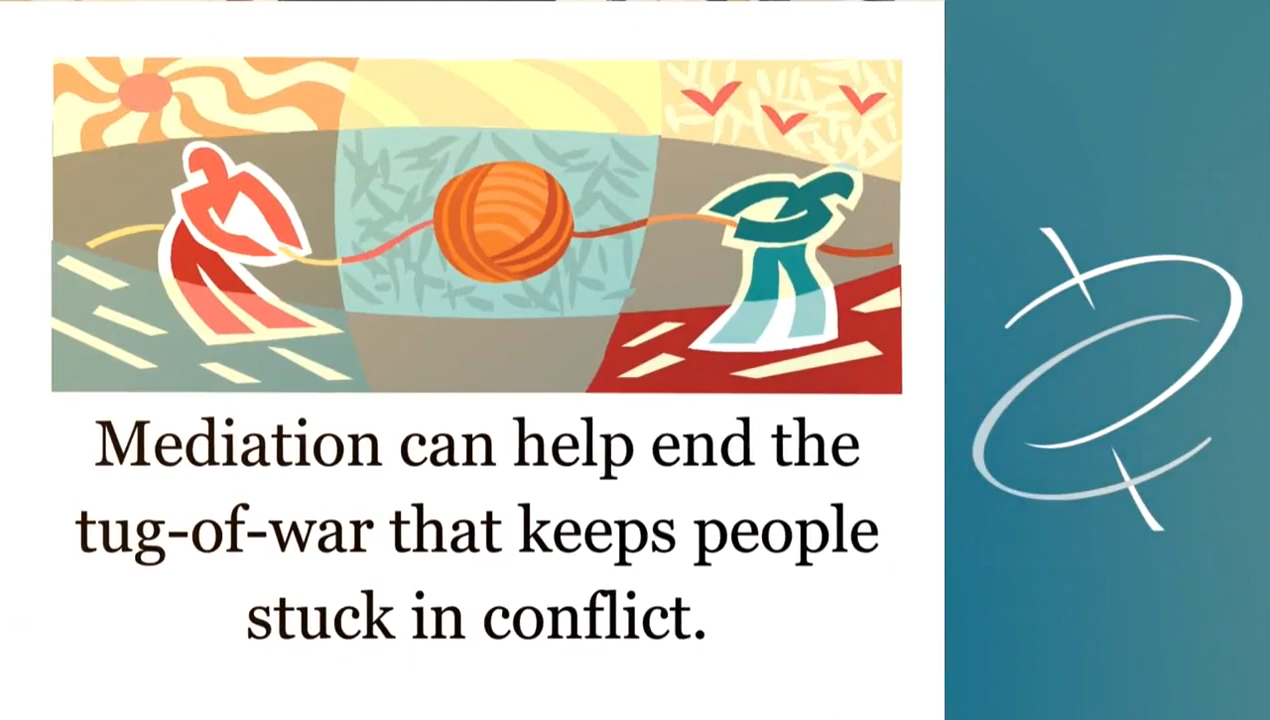 Mediation can help end the
tug-of-war that keeps people
stuck in conflict.